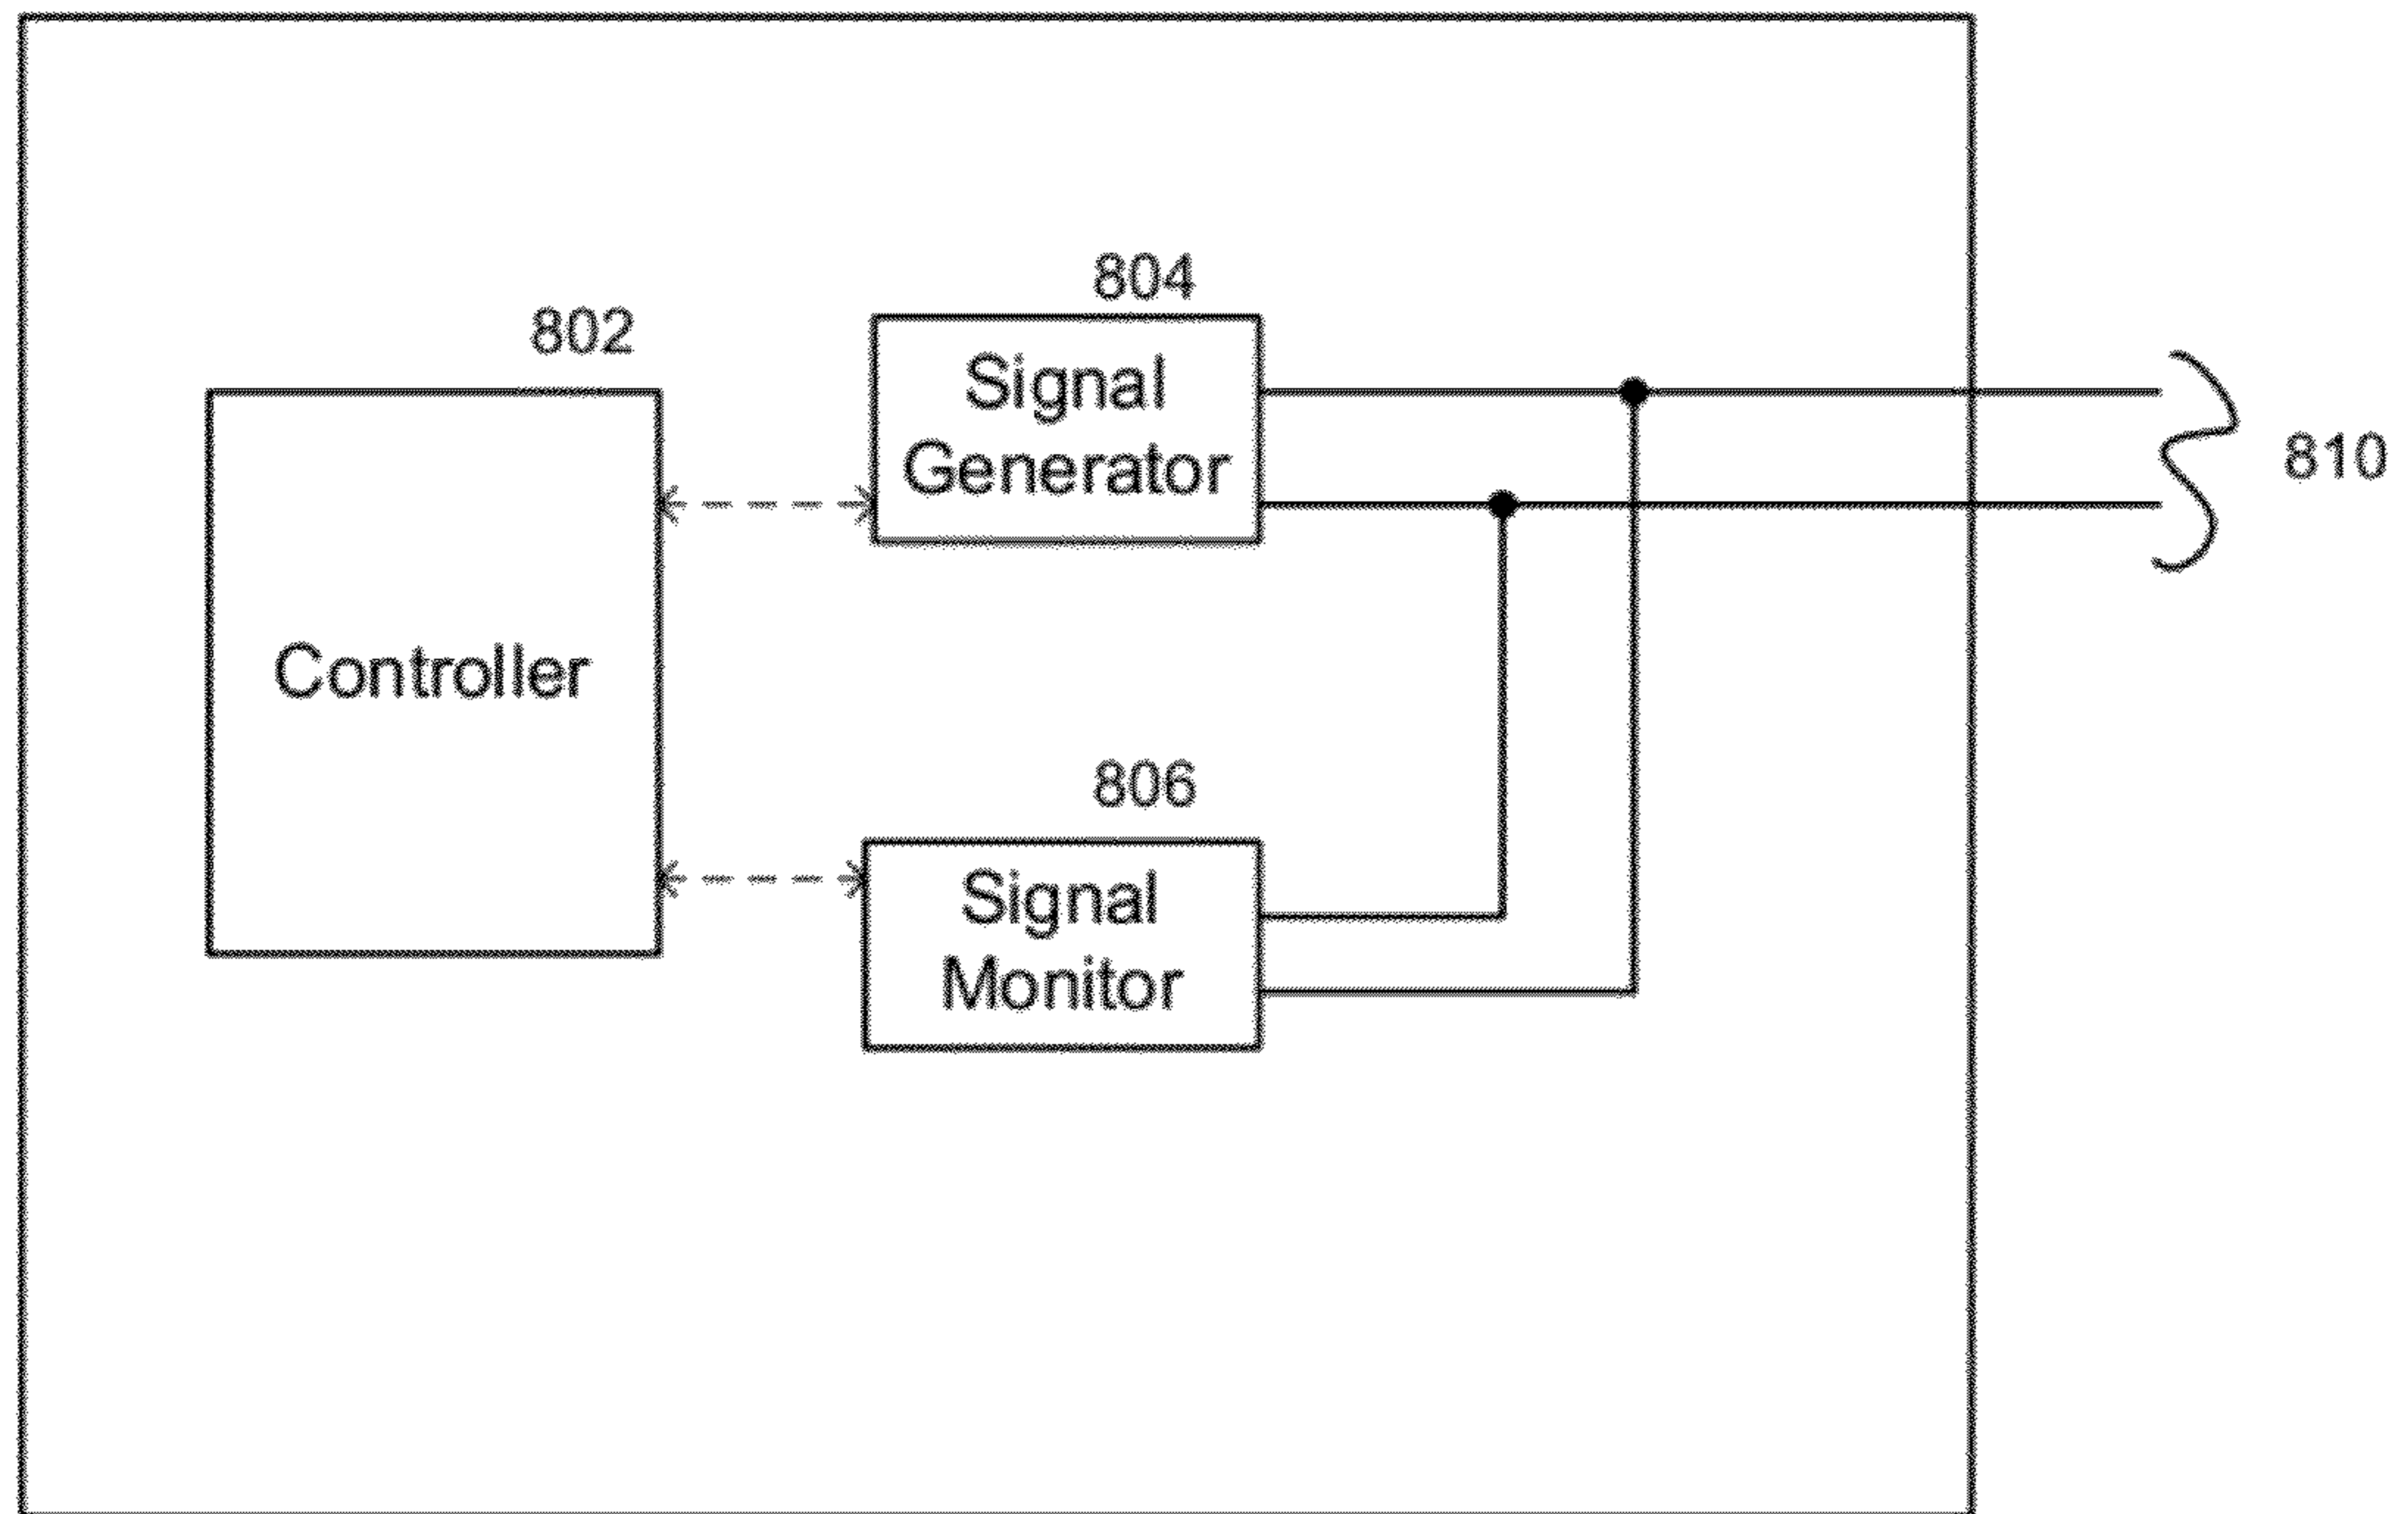 804
802
Signal
Generator
810
Controller
806
Signal
Monitor